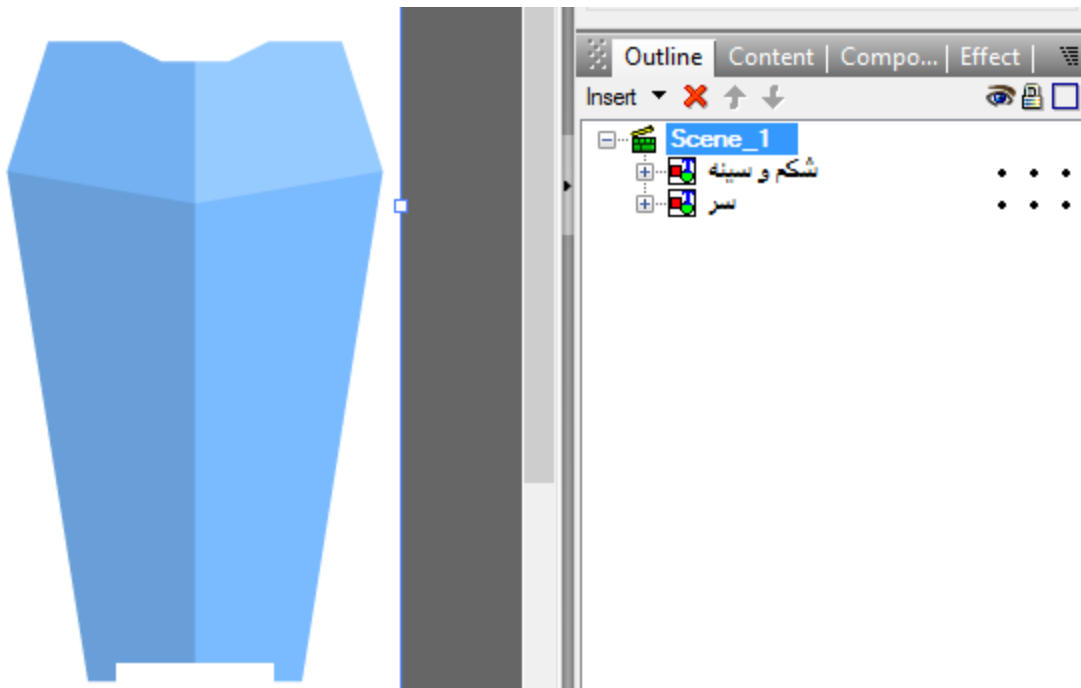 Outline Content Compo... Effect
Insert
Scene_1
شکم و سینه
سر